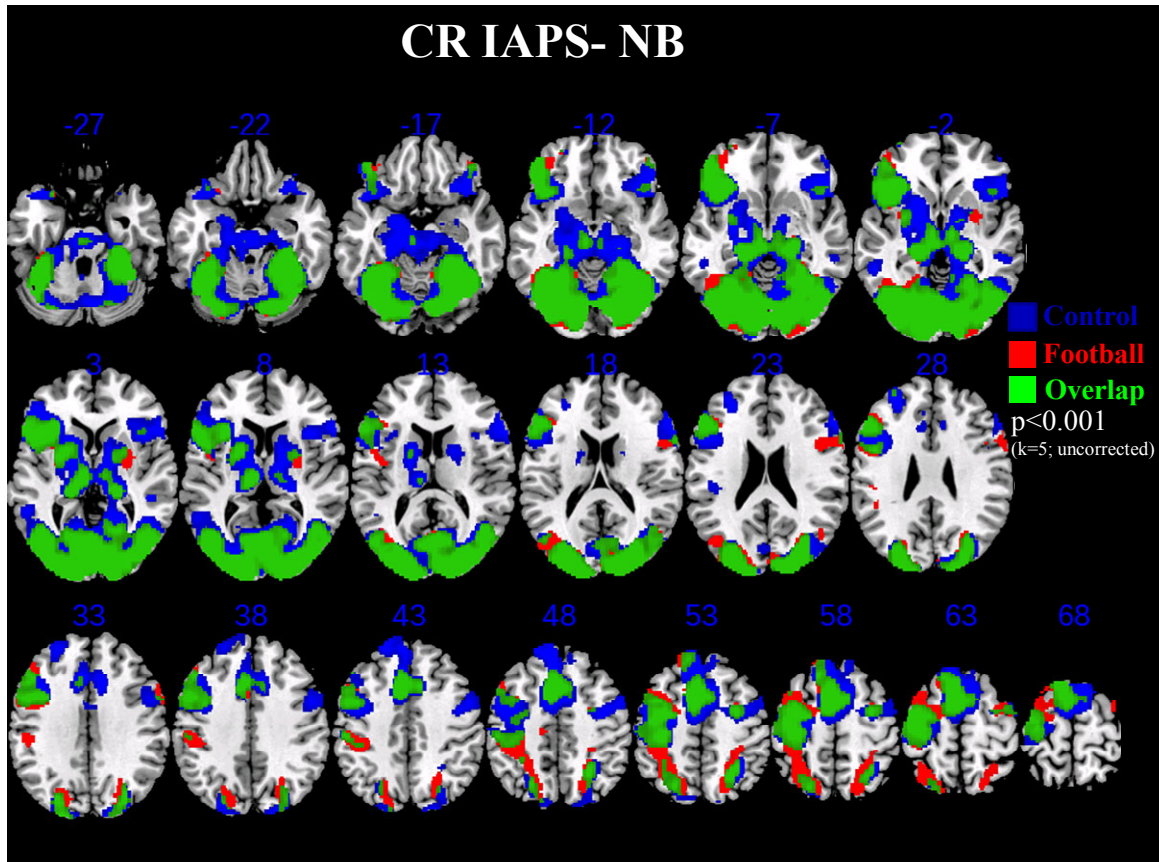 CR IAPS- NB
-27 -22 -17 -12 -7 -2
Control
Football
Overlap
3 8 13 18 23 28
p<0.001
(k=5; uncorrected)
33 38 43 48 53 58 63 68